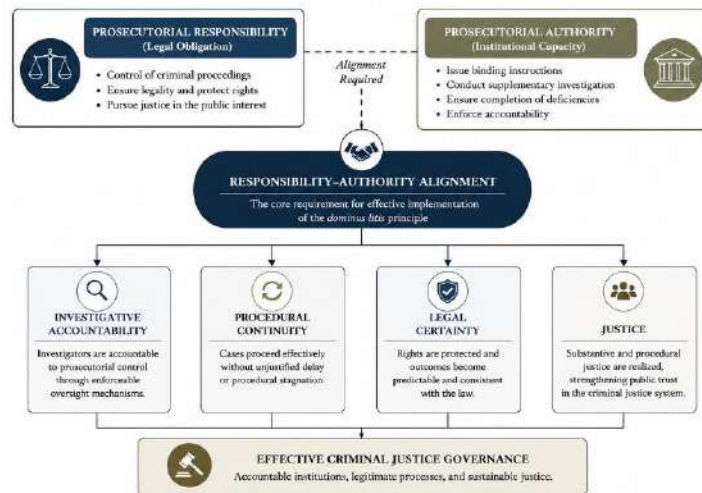 PROSECUTORIAL RESPONSIBILITY
(Legal Obligation)
• Control of criminal proceedings
• Ensure legality and protect rights
• Pursue justice in the public interest
Alignment
Required
PROSECUTORIAL AUTHORITY
(Institutional Capacity)
• Issue binding instructions
• Conduct supplementary investigation
• Ensure completion of deficiencies
• Enforce accountability
RESPONSIBILITY–AUTHORITY ALIGNMENT
The core requirement for effective implementation
of the dominus litis principle
INVESTIGATIVE
ACCOUNTABILITY
Investigators are accountable
to prosecutorial control
through enforceable
oversight mechanisms.
PROCEDURAL
CONTINUITY
Cases proceed effectively
without unjustified delay
or procedural stagnation.
LEGAL
CERTAINTY
Rights are protected and
outcomes become
predictable and consistent
with the law.
JUSTICE
Substantive and procedural
justice are realized,
strengthening public trust
in the criminal justice system.
EFFECTIVE CRIMINAL JUSTICE GOVERNANCE
Accountable institutions, legitimate processes, and sustainable justice.